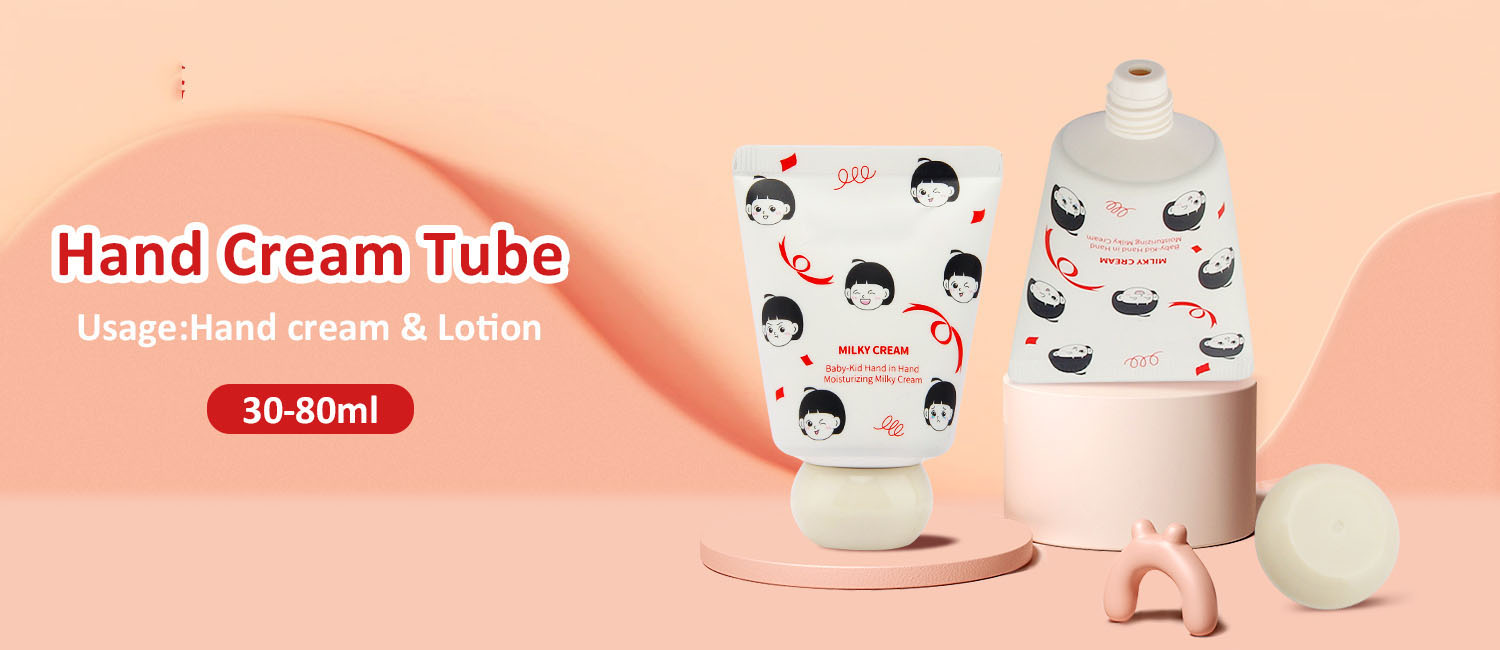 Hand Cream Tube
Usage:Hand cream & Lotion
30-80ml
MILKY CREAM
Baby-Kid Hand in Hand
Moisturizing Milky Cream
MILKY CREAM
Baby-Kid Hand in Hand
Moisturizing Milky Cream